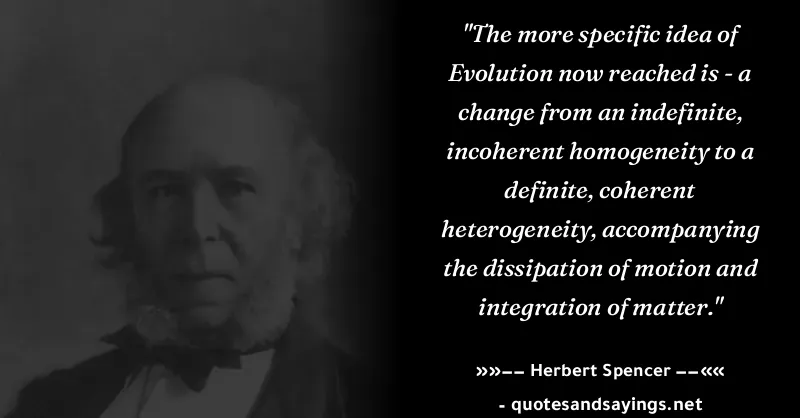 "The more specific idea of
Evolution now reached is - a
change from an indefinite,
incoherent homogeneity to a
definite, coherent
heterogeneity, accompanying
the dissipation of motion and
integration of matter."
»»−− Herbert Spencer −−««
- quotesandsayings.net